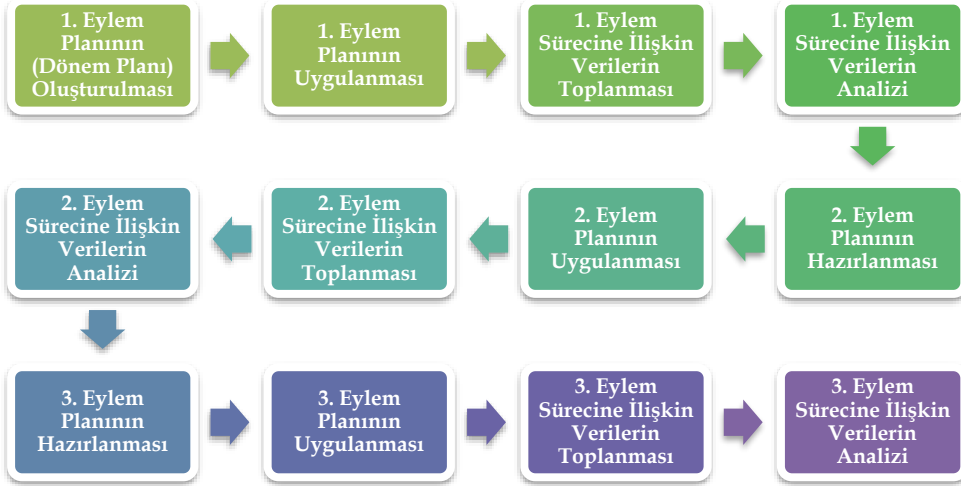 1. Eylem
Planının
(Dönem Planı)
Oluşturulması
1. Eylem
Planının
Uygulanması
1. Eylem
Sürecine İlişkin
Verilerin
Toplanması
1. Eylem
Sürecine İlişkin
Verilerin
Analizi
2. Eylem
Planının
Hazırlanması
2. Eylem
Planının
Uygulanması
2. Eylem
Sürecine İlişkin
Verilerin
Toplanması
2. Eylem
Sürecine İlişkin
Verilerin
Analizi
3. Eylem
Planının
Hazırlanması
3. Eylem
Planının
Uygulanması
3. Eylem
Sürecine İlişkin
Verilerin
Toplanması
3. Eylem
Sürecine İlişkin
Verilerin
Analizi